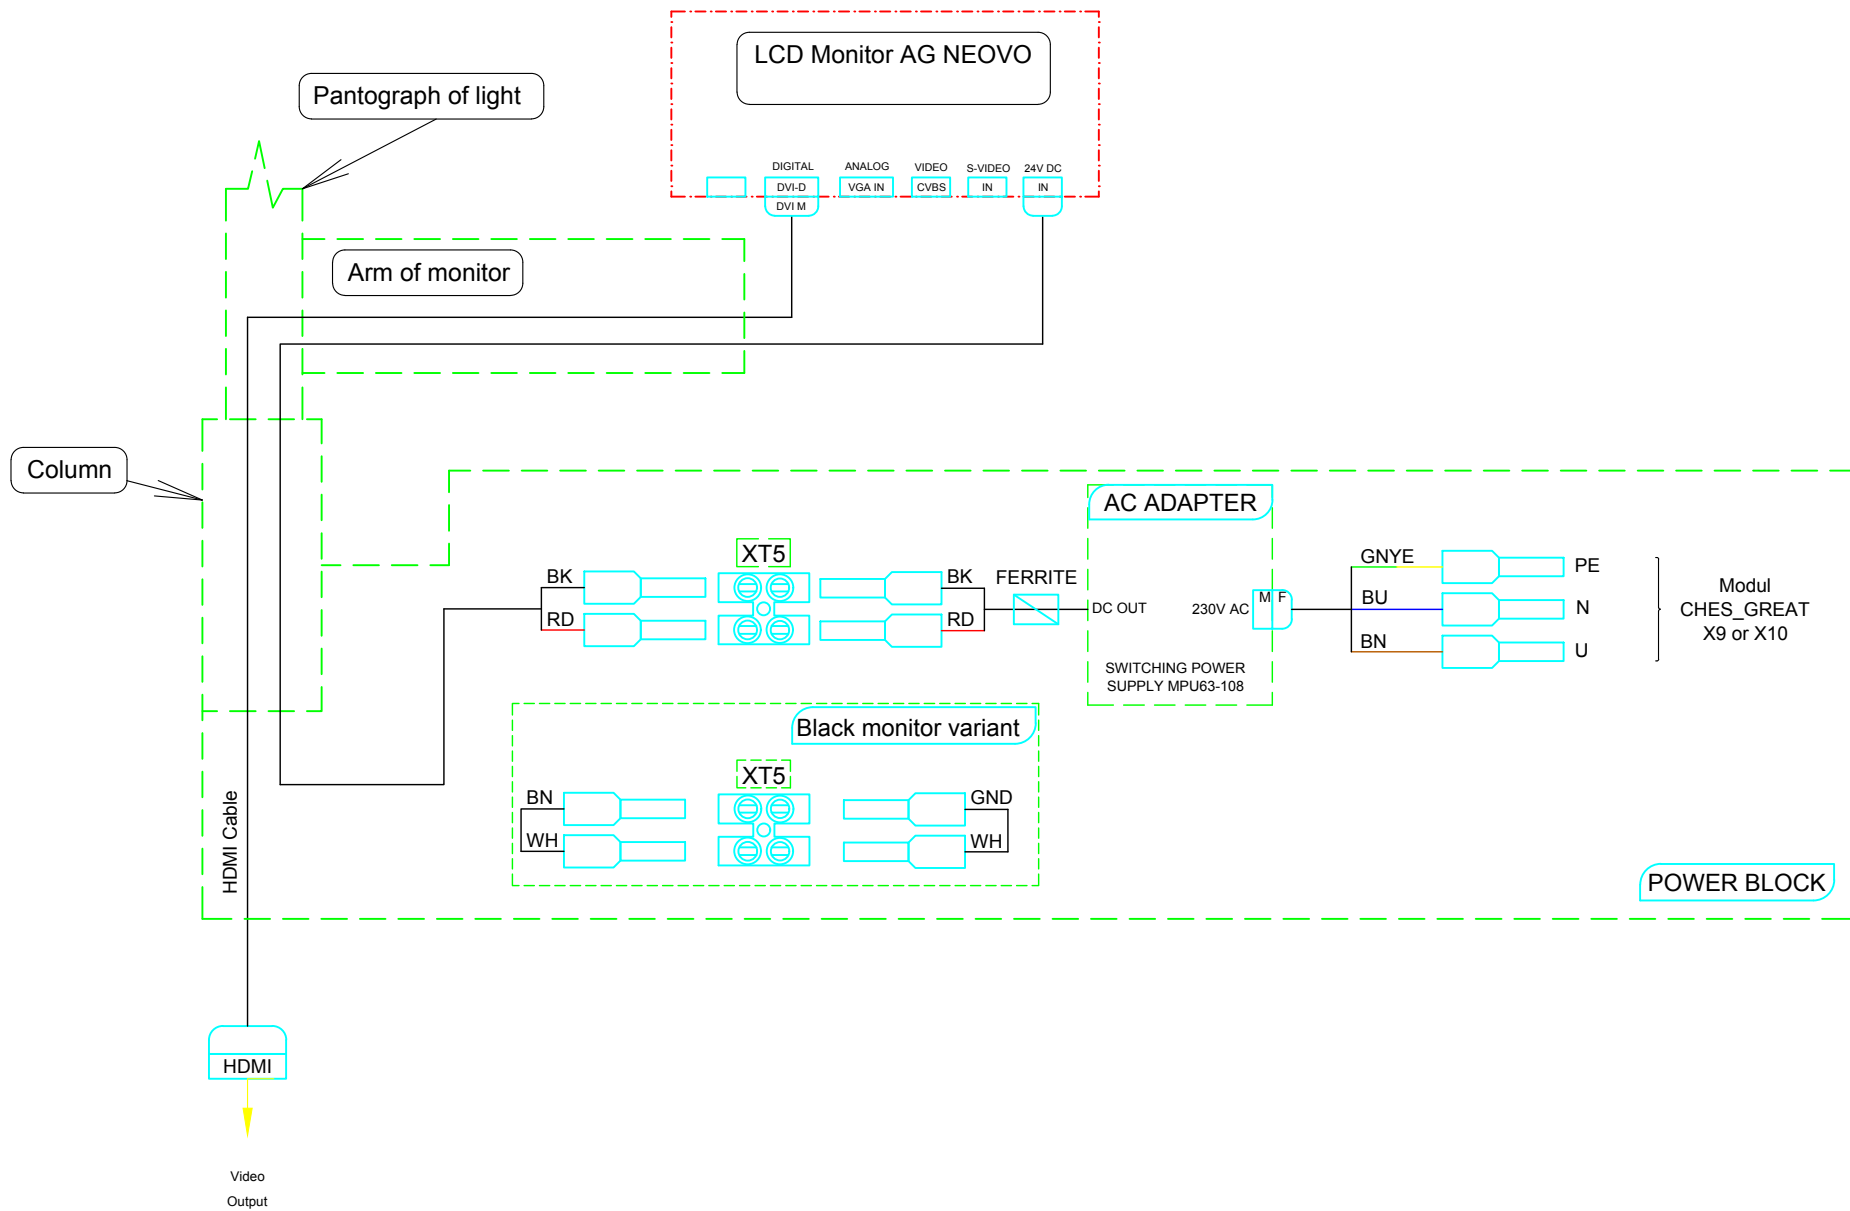 LCD Monitor AG NEOVO
Pantograph of light
DIGITAL
ANALOG
VIDEO
S-VIDEO
24V DC
DVI-D
VGA IN
CVBS
IN
IN
DVI M
Arm of monitor
Column
AC ADAPTER
XT5
BK
BK
FERRITE
RD
RD
DC OUT
230V AC
M F
GNYE
PE
BU
N
BN
U
Modul
CHES_GREAT
X9 or X10
SWITCHING POWER
SUPPLY MPU63-108
Black monitor variant
XT5
BN
GND
WH
WH
HDMI Cable
POWER BLOCK
HDMI
Video
Output